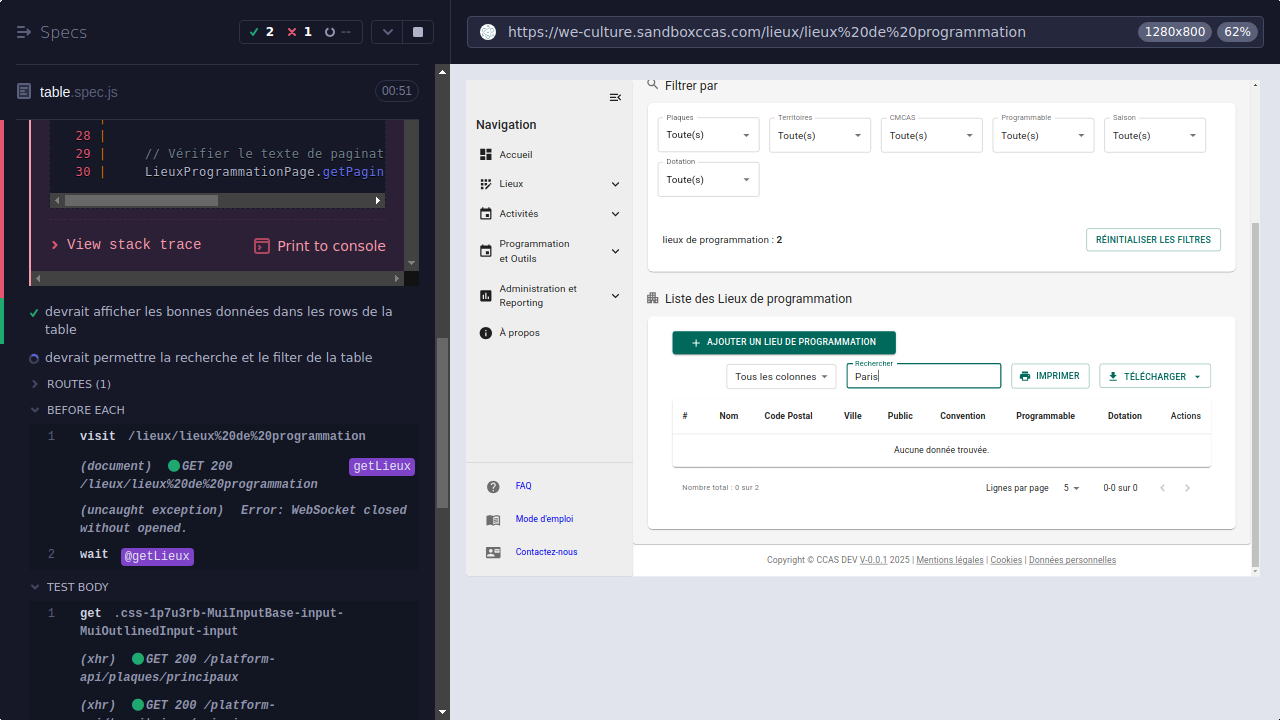 Specs
2
1
--
table.spec.js
00:51
28 |
29 | // Vérifier le texte de paginat
30 | LieuxProgrammationPage.getPagin
View stack trace
Print to console
devrait afficher les bonnes données dans les rows de la
table
devrait permettre la recherche et le filter de la table
ROUTES (1)
BEFORE EACH
1 visit /lieux/lieux%20de%20programmation
(document) GET 200 getLieux
/lieux/lieux%20de%20programmation
(uncaught exception) Error: WebSocket closed
without opened.
2 wait @getLieux
TEST BODY
1 get .css-1p7u3rb-MuiInputBase-input-
MuiOutlinedInput-input
(xhr) GET 200 /platform-
api/plaques/principaux
(xhr) GET 200 /platform-
https://we-culture.sandboxccas.com/lieux/lieux%20de%20programmation
1280x800
62%
Navigation
Accueil
Lieux
Activités
Programmation
et Outils
Administration et
Reporting
À propos
FAQ
Mode d'emploi
Contactez-nous
Filtrer par
Plaques
Toute(s)
Territoires
Toute(s)
CMCAS
Toute(s)
Programmable
Toute(s)
Saison
Toute(s)
Dotation
Toute(s)
lieux de programmation : 2
RÉINITIALISER LES FILTRES
Liste des Lieux de programmation
AJOUTER UN LIEU DE PROGRAMMATION
Tous les colonnes
Rechercher
Paris
IMPRIMER
TÉLÉCHARGER
# Nom Code Postal Ville Public Convention Programmable Dotation Actions
Aucune donnée trouvée.
Nombre total : 0 sur 2
Lignes par page 5
0-0 sur 0
Copyright © CCAS DEV V-0.0.1 2025 | Mentions légales | Cookies | Données personnelles